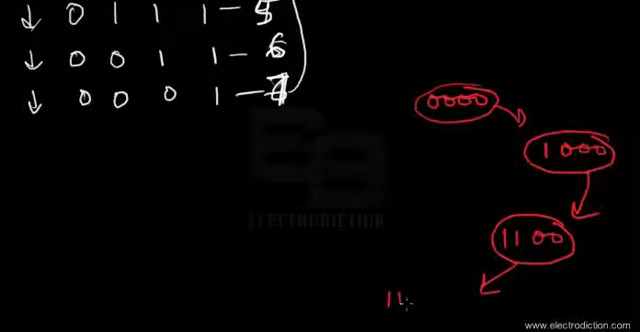 ↓ 0 1 1 1 - 5
↓ 0 0 1 1 - 6
↓ 0 0 0 1 - 7
0000
1000
1100
11
ELECTRODICTION
www.electrodiction.com